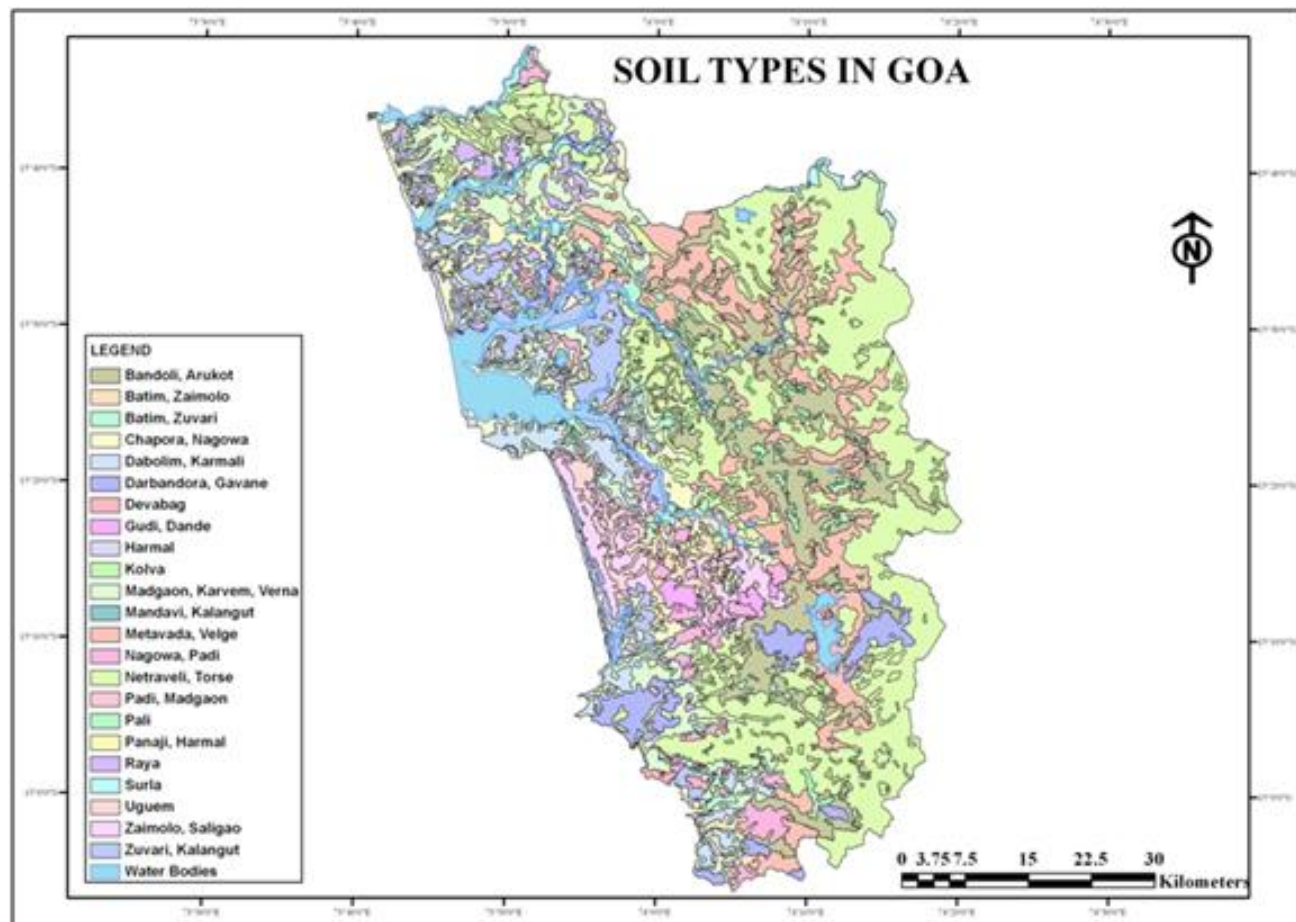 SOIL TYPES IN GOA
N
LEGEND
Bandoli, Arukot
Batim, Zaimolo
Batim, Zuvari
Chapora, Nagowa
Dabolim, Karmali
Darbandora, Gavane
Devabag
Gudi, Dande
Harmal
Kolva
Madgaon, Karvem, Verna
Mandavi, Kalangut
Metavada, Velge
Nagowa, Padi
Netraveli, Torse
Padi, Madgaon
Pali
Panaji, Harmal
Raya
Surla
Uguem
Zaimolo, Saligao
Zuvari, Kalangut
Water Bodies
0 3.75 7.5 15 22.5 30
Kilometers